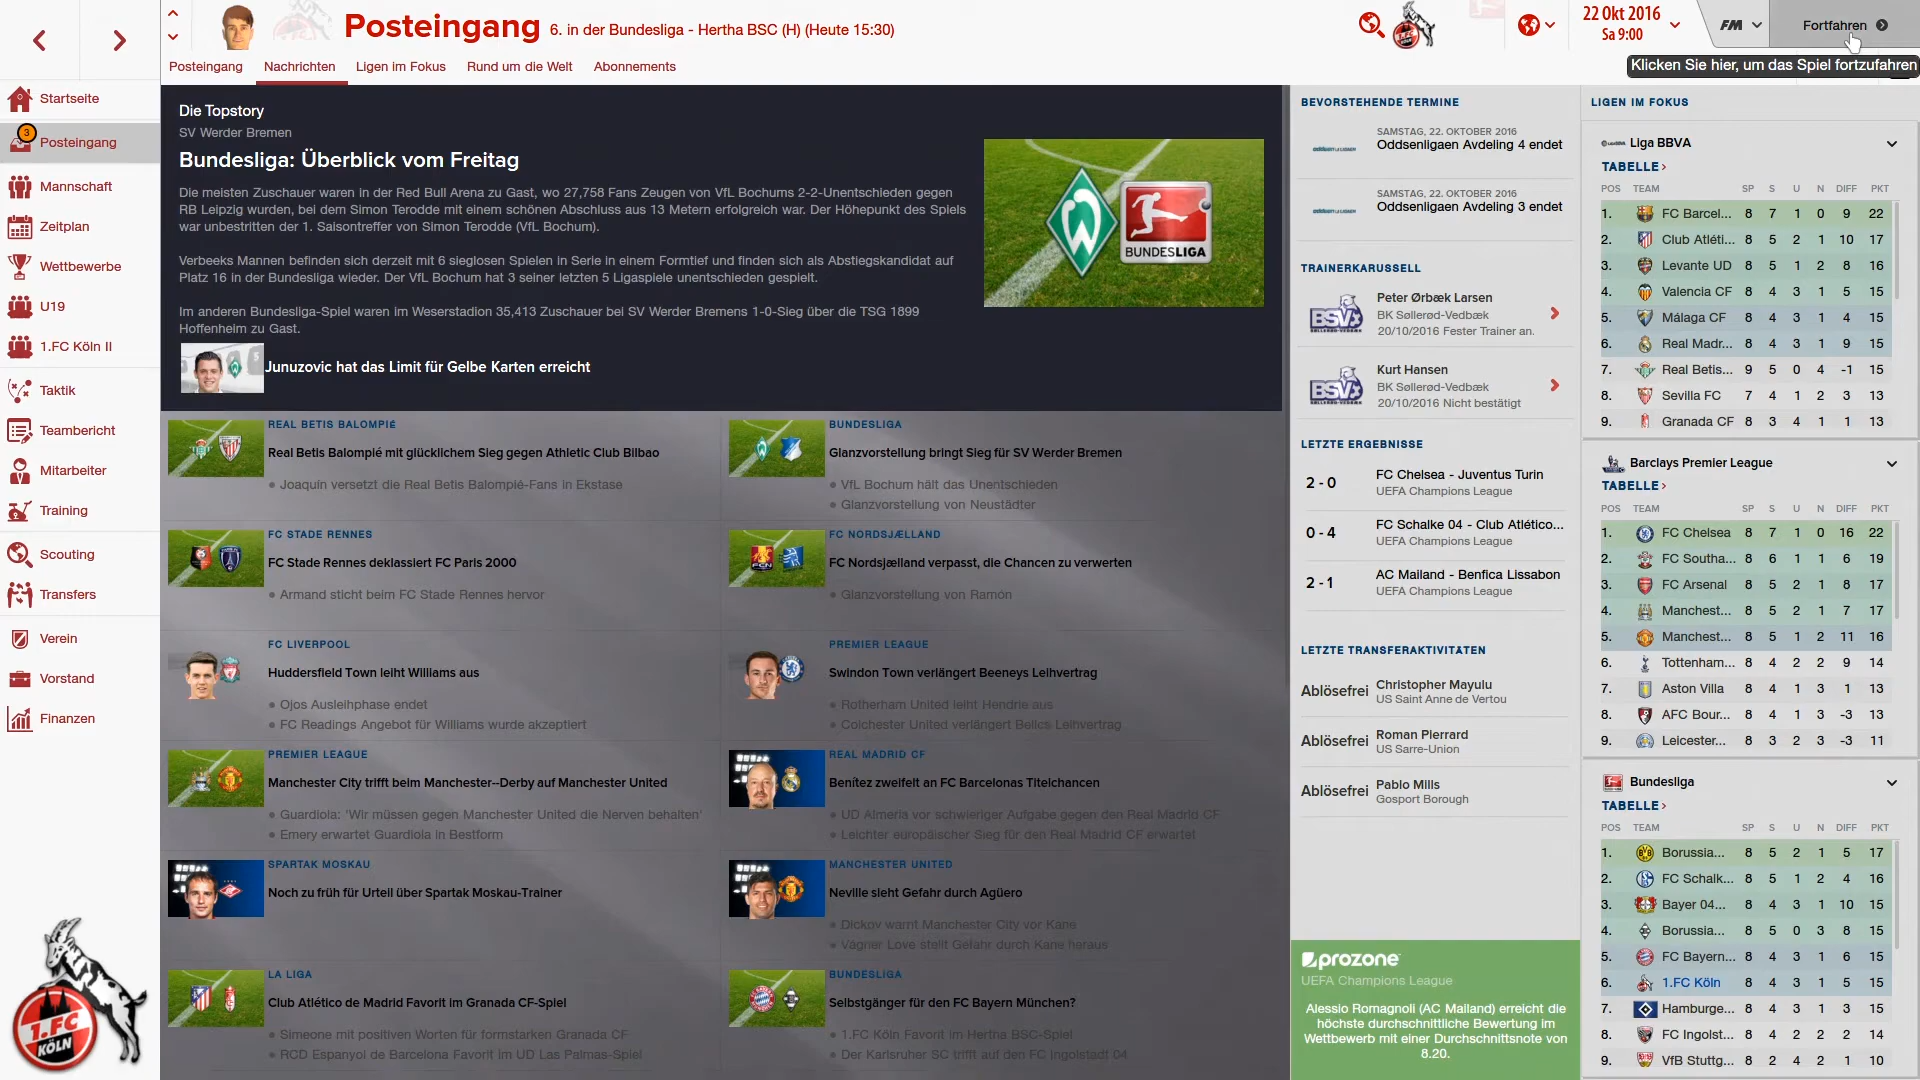 Posteingang
6. in der Bundesliga - Hertha BSC (H) (Heute 15:30)
22 Okt 2016
Sa 9:00
FM
Fortfahren
Klicken Sie hier, um das Spiel fortzufahren
Posteingang
Nachrichten
Ligen im Fokus
Rund um die Welt
Abonnements
Startseite
3
Posteingang
Mannschaft
Zeitplan
Wettbewerbe
U19
1.FC Köln II
Taktik
Teambericht
Mitarbeiter
Training
Scouting
Transfers
Verein
Vorstand
Finanzen
1.FC
KÖLN
Die Topstory
SV Werder Bremen
Bundesliga: Überblick vom Freitag
Die meisten Zuschauer waren in der Red Bull Arena zu Gast, wo 27,758 Fans Zeugen von VfL Bochums 2-2-Unentschieden gegen
RB Leipzig wurden, bei dem Simon Terodde mit einem schönen Abschluss aus 13 Metern erfolgreich war. Der Höhepunkt des Spiels
war unbestritten der 1. Saisontreffer von Simon Terodde (VfL Bochum).
Verbeeks Mannen befinden sich derzeit mit 6 sieglosen Spielen in Serie in einem Formtief und finden sich als Abstiegskandidat auf
Platz 16 in der Bundesliga wieder. Der VfL Bochum hat 3 seiner letzten 5 Ligaspiele unentschieden gespielt.
Im anderen Bundesliga-Spiel waren im Weserstadion 35,413 Zuschauer bei SV Werder Bremens 1-0-Sieg über die TSG 1899
Hoffenheim zu Gast.
BUNDESLIGA
Junuzovic hat das Limit für Gelbe Karten erreicht
REAL BETIS BALOMPIÉ
Real Betis Balompié mit glücklichem Sieg gegen Athletic Club Bilbao
• Joaquín versetzt die Real Betis Balompié-Fans in Ekstase
BUNDESLIGA
Glanzvorstellung bringt Sieg für SV Werder Bremen
• VfL Bochum hält das Unentschieden
• Glanzvorstellung von Neustädter
FC STADE RENNES
FC Stade Rennes deklassiert FC Paris 2000
• Armand sticht beim FC Stade Rennes hervor
FC NORDSJÆLLAND
FC Nordsjælland verpasst, die Chancen zu verwerten
• Glanzvorstellung von Ramón
FC LIVERPOOL
Huddersfield Town leiht Williams aus
• Ojos Ausleihphase endet
• FC Readings Angebot für Williams wurde akzeptiert
PREMIER LEAGUE
Swindon Town verlängert Beeneys Leihvertrag
• Rotherham United leiht Hendrie aus
• Colchester United verlängert Bellcs Leihvertrag
PREMIER LEAGUE
Manchester City trifft beim Manchester--Derby auf Manchester United
• Guardiola: 'Wir müssen gegen Manchester United die Nerven behalten'
• Emery erwartet Guardiola in Bestform
REAL MADRID CF
Benítez zweifelt an FC Barcelonas Titelchancen
• UD Almería vor schwieriger Aufgabe gegen den Real Madrid CF
• Leichter europäischer Sieg für den Real Madrid CF erwartet
SPARTAK MOSKAU
Noch zu früh für Urteil über Spartak Moskau-Trainer
MANCHESTER UNITED
Neville sieht Gefahr durch Agüero
• Dickov warnt Manchester City vor Kane
• Vágner Love stellt Gefahr durch Kane heraus
LA LIGA
Club Atlético de Madrid Favorit im Granada CF-Spiel
• Simeone mit positiven Worten für formstarken Granada CF
• RCD Espanyol de Barcelona Favorit im UD Las Palmas-Spiel
BUNDESLIGA
Selbstgänger für den FC Bayern München?
• 1.FC Köln Favorit im Hertha BSC-Spiel
• Der Karlsruher SC trifft auf den FC Ingolstadt 04
BEVORSTEHENDE TERMINE
SAMSTAG, 22. OKTOBER 2016
Oddsenligaen Avdeling 4 endet
SAMSTAG, 22. OKTOBER 2016
Oddsenligaen Avdeling 3 endet
TRAINERKARUSSELL
BSV
Peter Ørbæk Larsen
BK Søllerød-Vedbæk
20/10/2016 Fester Trainer an.
BSV
Kurt Hansen
BK Søllerød-Vedbæk
20/10/2016 Nicht bestätigt
LETZTE ERGEBNISSE
2 - 0 FC Chelsea - Juventus Turin
UEFA Champions League
0 - 4 FC Schalke 04 - Club Atlético...
UEFA Champions League
2 - 1 AC Mailand - Benfica Lissabon
UEFA Champions League
LETZTE TRANSFERAKTIVITÄTEN
Ablösefrei Christopher Mayulu
US Saint Anne de Vertou
Ablösefrei Roman Pierrard
US Sarre-Union
Ablösefrei Pablo Mills
Gosport Borough
prozone
UEFA Champions League
Alessio Romagnoli (AC Mailand) erreicht die
höchste durchschnittliche Bewertung im
Wettbewerb mit einer Durchschnittsnote von
8.20.
LIGEN IM FOKUS
Liga BBVA
TABELLE ›
POS TEAM SP S U N DIFF PKT
1. FC Barcel... 8 7 1 0 9 22
2. Club Atléti... 8 5 2 1 10 17
3. Levante UD 8 5 1 2 8 16
4. Valencia CF 8 4 3 1 5 15
5. Málaga CF 8 4 3 1 4 15
6. Real Madr... 8 4 3 1 9 15
7. Real Betis... 9 5 0 4 -1 15
8. Sevilla FC 7 4 1 2 3 13
9. Granada CF 8 3 4 1 1 13
Barclays Premier League
TABELLE ›
POS TEAM SP S U N DIFF PKT
1. FC Chelsea 8 7 1 0 16 22
2. FC Southa... 8 6 1 1 6 19
3. FC Arsenal 8 5 2 1 8 17
4. Manchest... 8 5 2 1 7 17
5. Manchest... 8 5 1 2 11 16
6. Tottenham... 8 4 2 2 9 14
7. Aston Villa 8 4 1 3 1 13
8. AFC Bour... 8 4 1 3 -3 13
9. Leicester... 8 3 2 3 -3 11
Bundesliga
TABELLE ›
POS TEAM SP S U N DIFF PKT
1. Borussia... 8 5 2 1 5 17
2. FC Schalk... 8 5 1 2 4 16
3. Bayer 04... 8 4 3 1 10 15
4. Borussia... 8 5 0 3 8 15
5. FC Bayern... 8 4 3 1 6 15
6. 1.FC Köln 8 4 3 1 5 15
7. Hamburge... 8 4 3 1 3 15
8. FC Ingolst... 8 4 2 2 2 14
9. VfB Stuttg... 8 2 4 2 1 10